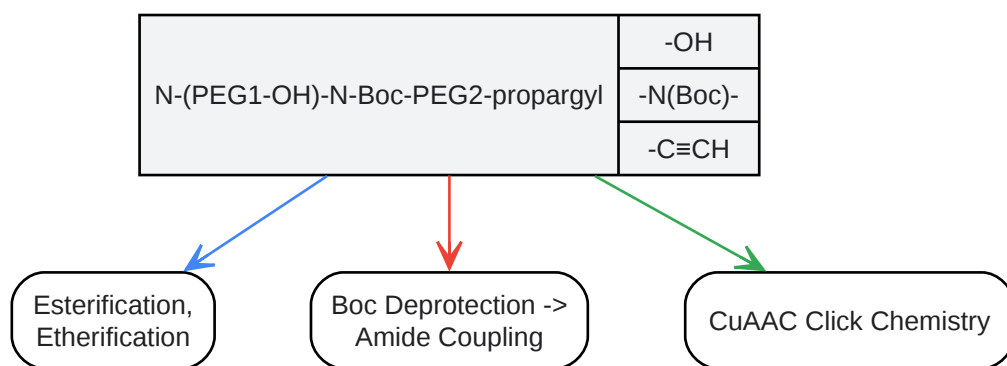 N-(PEG1-OH)-N-Boc-PEG2-propargyl
-OH
-N(Boc)-
-C≡CH
Esterification,
Etherification
Boc Deprotection ->
Amide Coupling
CuAAC Click Chemistry